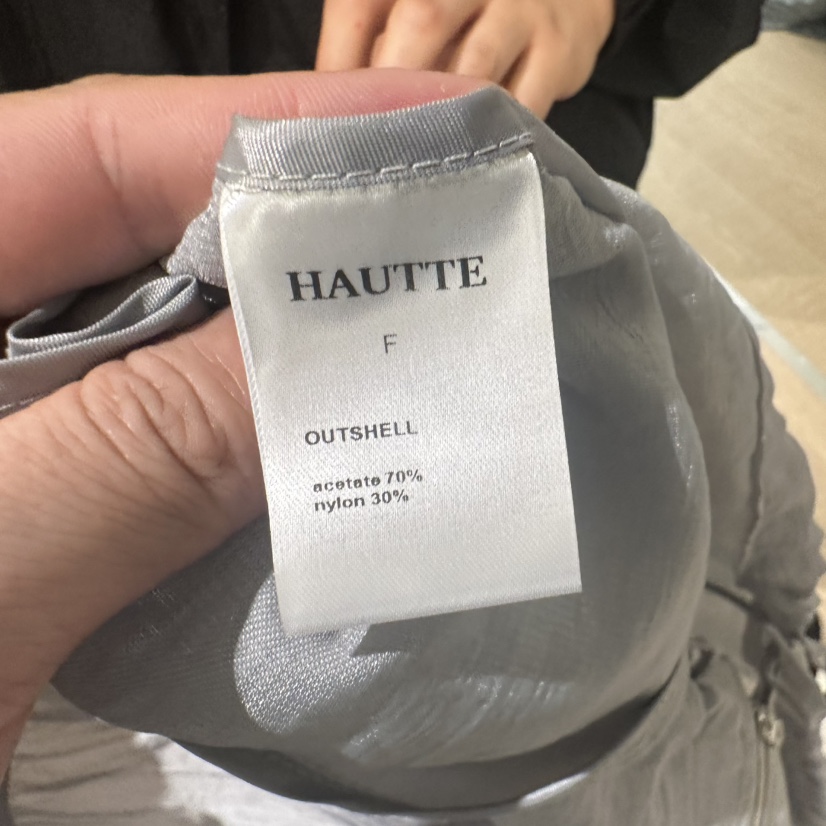 HAUTTE
F
OUTSHELL
acetate 70%
nylon 30%